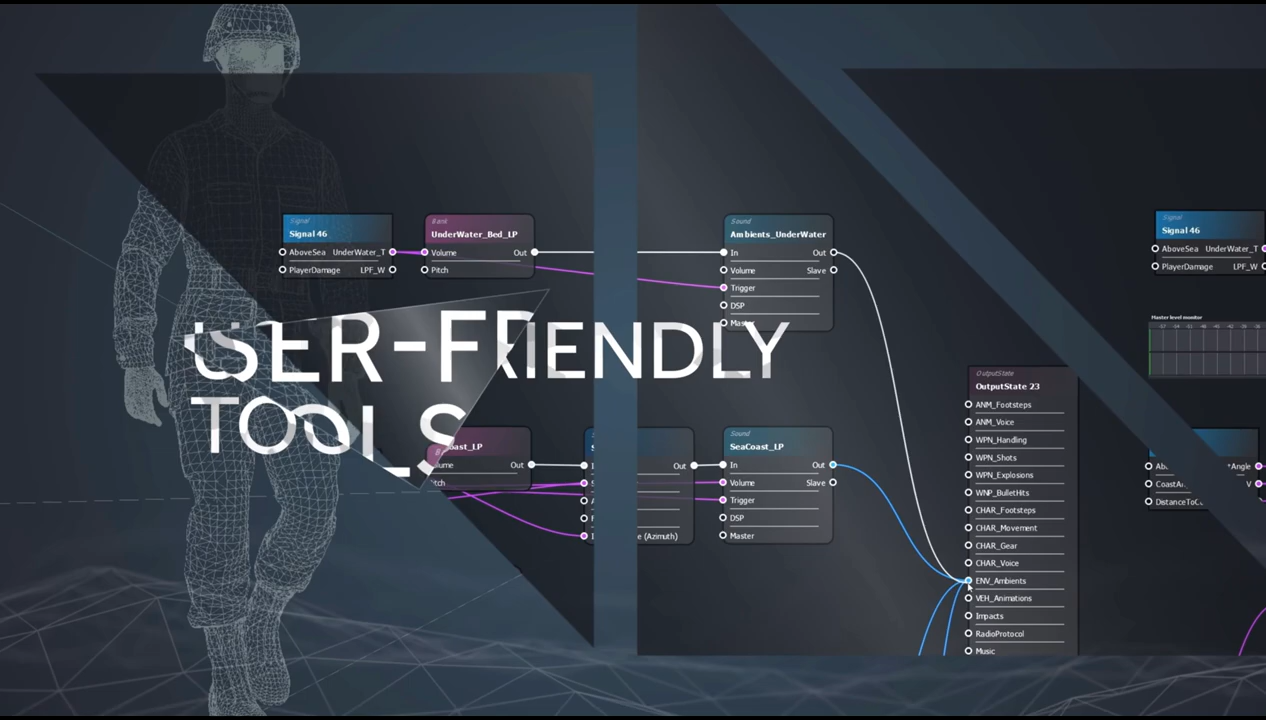 USER-FRIENDLY
TOOLS
Signal
Signal 46
AboveSea UnderWater_T
PlayerDamage LPF_W
Bank
UnderWater_Bed_LP
Volume Out
Pitch
Sound
Ambients_UnderWater
In Out
Volume Slave
Trigger
DSP
Master
Out
Out
(Azimuth)
Sound
SeaCoast_LP
In Out
Volume Slave
Trigger
DSP
Master
OutputState
OutputState 23
ANM_Footsteps
ANM_Voice
WPN_Handling
WPN_Shots
WPN_Explosions
WNP_BulletHits
CHAR_Footsteps
CHAR_Movement
CHAR_Gear
CHAR_Voice
ENV_Ambients
VEH_Animations
Impacts
RadioProtocol
Music
Signal
Signal 46
AboveSea UnderWater_T
PlayerDamage LPF_W
Master level monitor
V